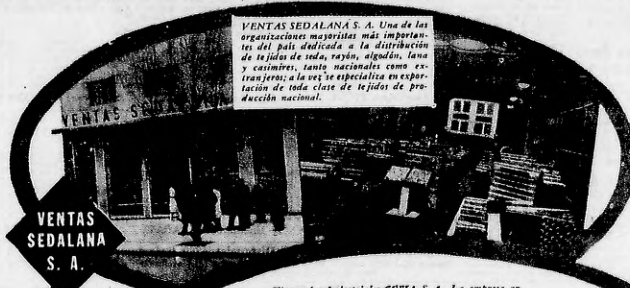 VENTAS SEDALANA S. A. Una de las
organizaciones mayoristas más importan-
tes del país dedicada a la distribución
de tejidos de seda, rayón, algodón, lana
y casimires, tanto nacionales como ex-
tranjeros; a la vez se especializa en expor-
tación de toda clase de tejidos de pro-
ducción nacional.
VENTAS
VENTAS
SEDALANA
S. A.
S. A. La empresa